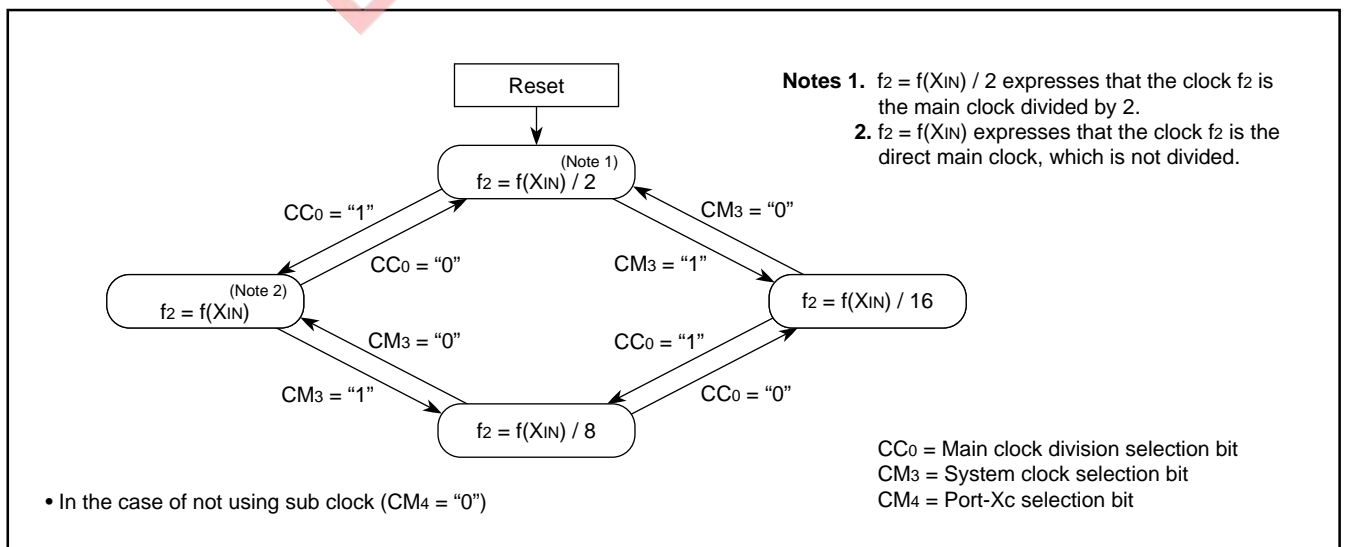 Reset
Notes 1. f2 = f(XIN) / 2 expresses that the clock f2 is
the main clock divided by 2.
2. f2 = f(XIN) expresses that the clock f2 is the
direct main clock, which is not divided.
(Note 1)
f2 = f(XIN) / 2
CC0 = “1”
CC0 = “0”
CM3 = “0”
CM3 = “1”
(Note 2)
f2 = f(XIN)
f2 = f(XIN) / 16
CM3 = “0”
CM3 = “1”
CC0 = “1”
CC0 = “0”
f2 = f(XIN) / 8
CC0 = Main clock division selection bit
CM3 = System clock selection bit
CM4 = Port-Xc selection bit
• In the case of not using sub clock (CM4 = “0”)